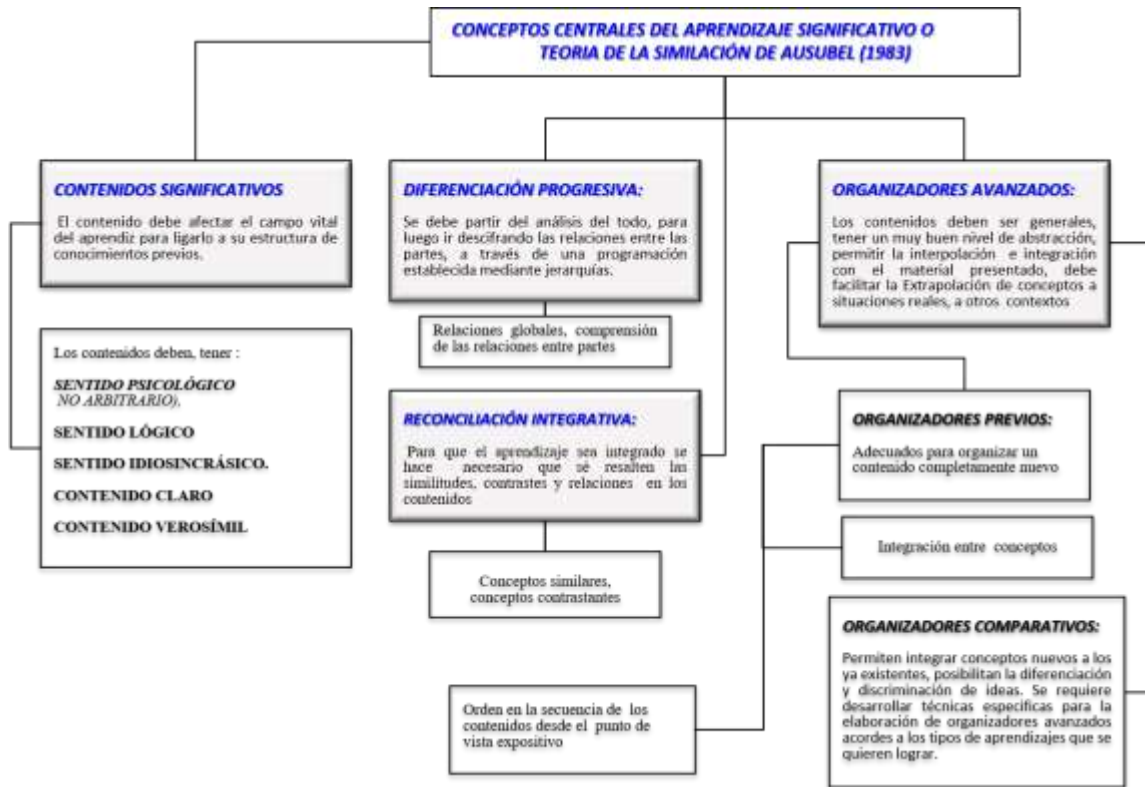 CONCEPTOS CENTRALES DEL APRENDIZAJE SIGNIFICATIVO O
TEORIA DE LA SIMILACIÓN DE AUSUBEL (1983)
CONTENIDOS SIGNIFICATIVOS
El contenido debe afectar el campo vital
del aprendiz para ligarlo a su estructura de
conocimientos previos.
Los contenidos deben, tener :
SENTIDO PSICOLÓGICO
NO ARBITRARIO).
SENTIDO LÓGICO
SENTIDO IDIOSINCRÁSICO.
CONTENIDO CLARO
CONTENIDO VEROSÍMIL
DIFERENCIACIÓN PROGRESIVA:
Se debe partir del análisis del todo, para
luego ir descifrando las relaciones entre las
partes, a través de una programación
establecida mediante jerarquías.
Relaciones globales, comprensión
de las relaciones entre partes
RECONCILIACIÓN INTEGRATIVA:
Para que el aprendizaje sea integrado se
hace necesario que sé resalten las
similitudes, contrastes y relaciones en los
contenidos
Conceptos similares,
conceptos contrastantes
Orden en la secuencia de los
contenidos desde el punto de
vista expositivo
ORGANIZADORES AVANZADOS:
Los contenidos deben ser generales,
tener un muy buen nivel de abstracción,
permitir la interpolación e integración
con el material presentado, debe
facilitar la Extrapolación de conceptos a
situaciones reales, a otros contextos
ORGANIZADORES PREVIOS:
Adecuados para organizar un
contenido completamente nuevo
Integración entre conceptos
ORGANIZADORES COMPARATIVOS:
Permiten integrar conceptos nuevos a los
ya existentes, posibilitan la diferenciación
y discriminación de ideas. Se requiere
desarrollar técnicas especificas para la
elaboración de organizadores avanzados
acordes a los tipos de aprendizajes que se
quieren lograr.